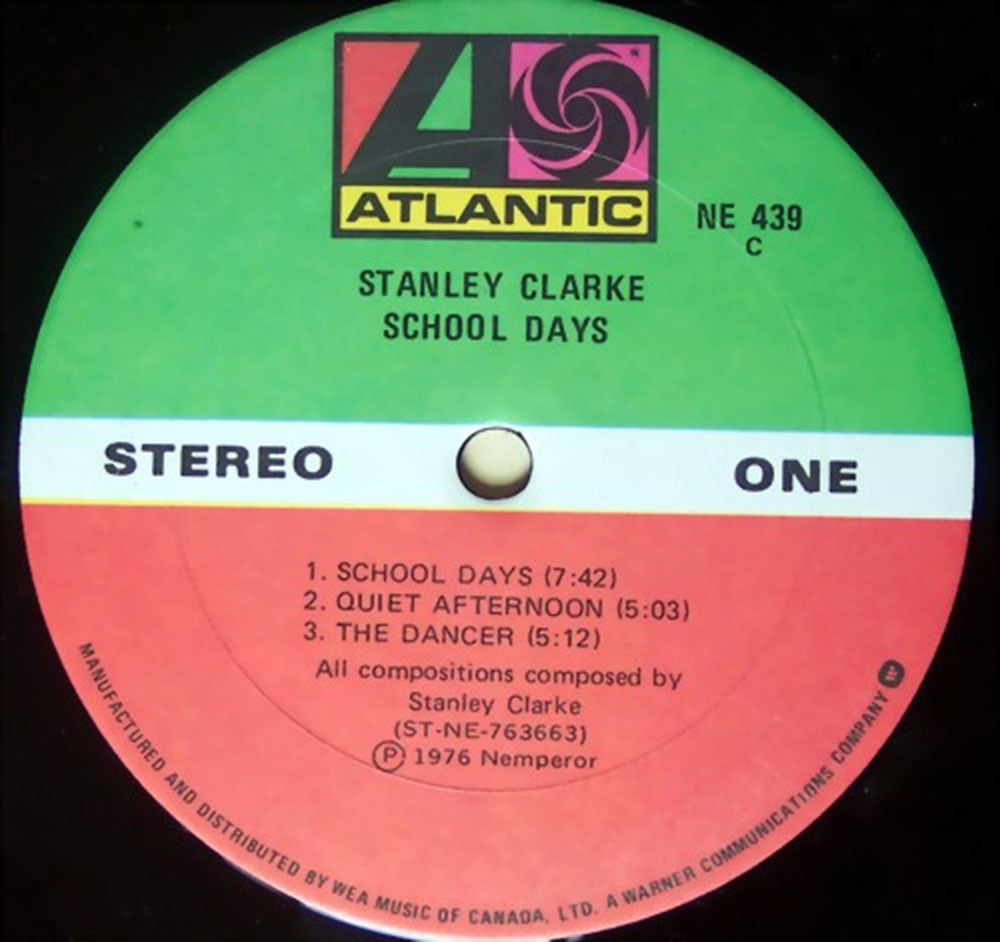 ATLANTIC
NE 439
C
STANLEY CLARKE
SCHOOL DAYS
STEREO
ONE
1. SCHOOL DAYS (7:42)
2. QUIET AFTERNOON (5:03)
3. THE DANCER (5:12)
All compositions composed by
Stanley Clarke
(ST-NE-763663)
Ⓟ 1976 Nemperor
MANUFACTURED AND DISTRIBUTED BY WEA MUSIC OF CANADA, LTD. A WARNER COMMUNICATIONS COMPANY